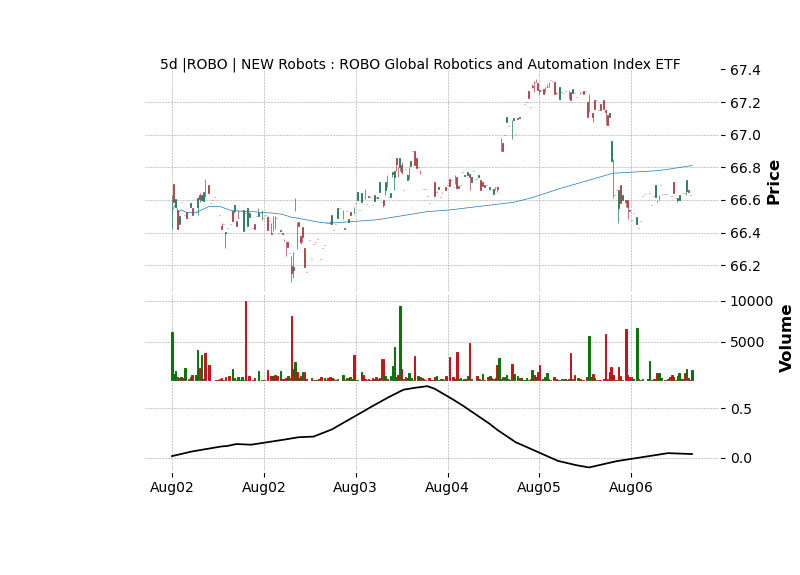 5d |ROBO | NEW Robots : ROBO Global Robotics and Automation Index ETF
67.4
67.2
67.0
66.8
66.6
66.4
66.2
Price
10000
5000
Volume
0.5
0.0
Aug02 Aug02 Aug03 Aug04 Aug05 Aug06